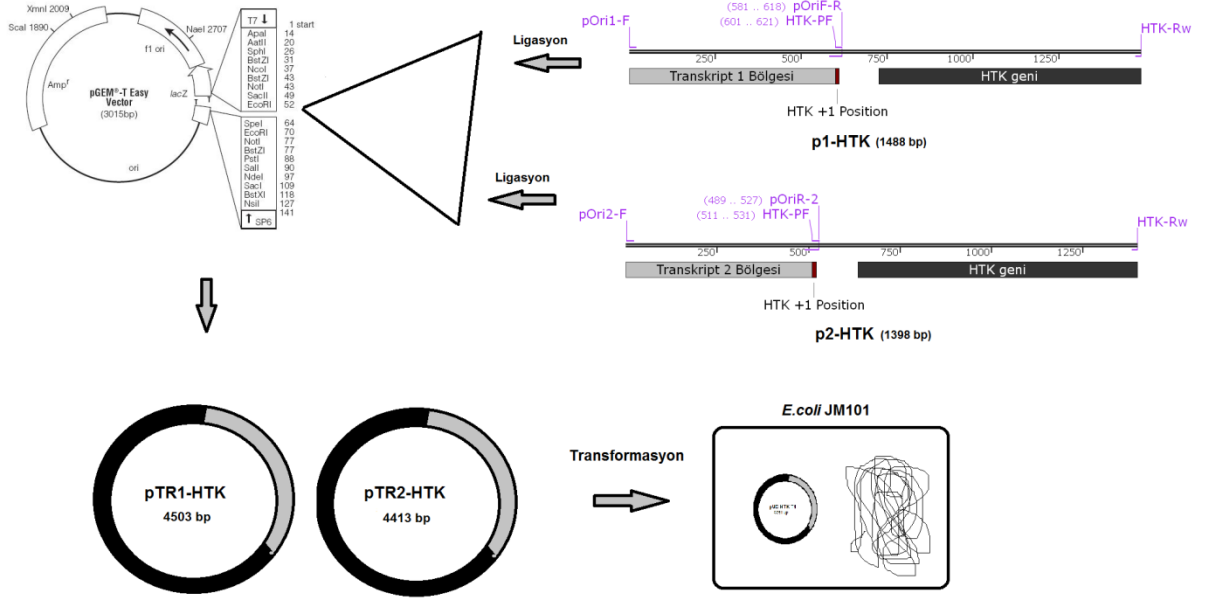 XmnI 2009
ScaI 1890
f1 ori
NaeI 2707
Ampr
pGEM®-T Easy
Vector
(3015bp)
lacZ
ori
T7
1 start
ApaI 14
AatII 20
SphI 26
BstZI 31
NcoI 37
BstZI 43
NotI 43
SacII 49
EcoRI 52
SpeI 64
EcoRI 70
NotI 77
BstZI 77
PstI 88
SalI 90
NdeI 97
SacI 109
BstXI 118
NsiI 127
141
SP6
Ligasyon
Ligasyon
(581 .. 618) pOriF-R
(601 .. 621) HTK-PF
pOri1-F
HTK-Rw
250 500 750 1000 1250
Transkript 1 Bölgesi
HTK geni
HTK +1 Position
p1-HTK (1488 bp)
(489 .. 527) pOriR-2
(511 .. 531) HTK-PF
pOri2-F
HTK-Rw
250 500 750 1000 1250
Transkript 2 Bölgesi
HTK geni
HTK +1 Position
p2-HTK (1398 bp)
pTR1-HTK
4503 bp
pTR2-HTK
4413 bp
Transformasyon
E.coli JM101